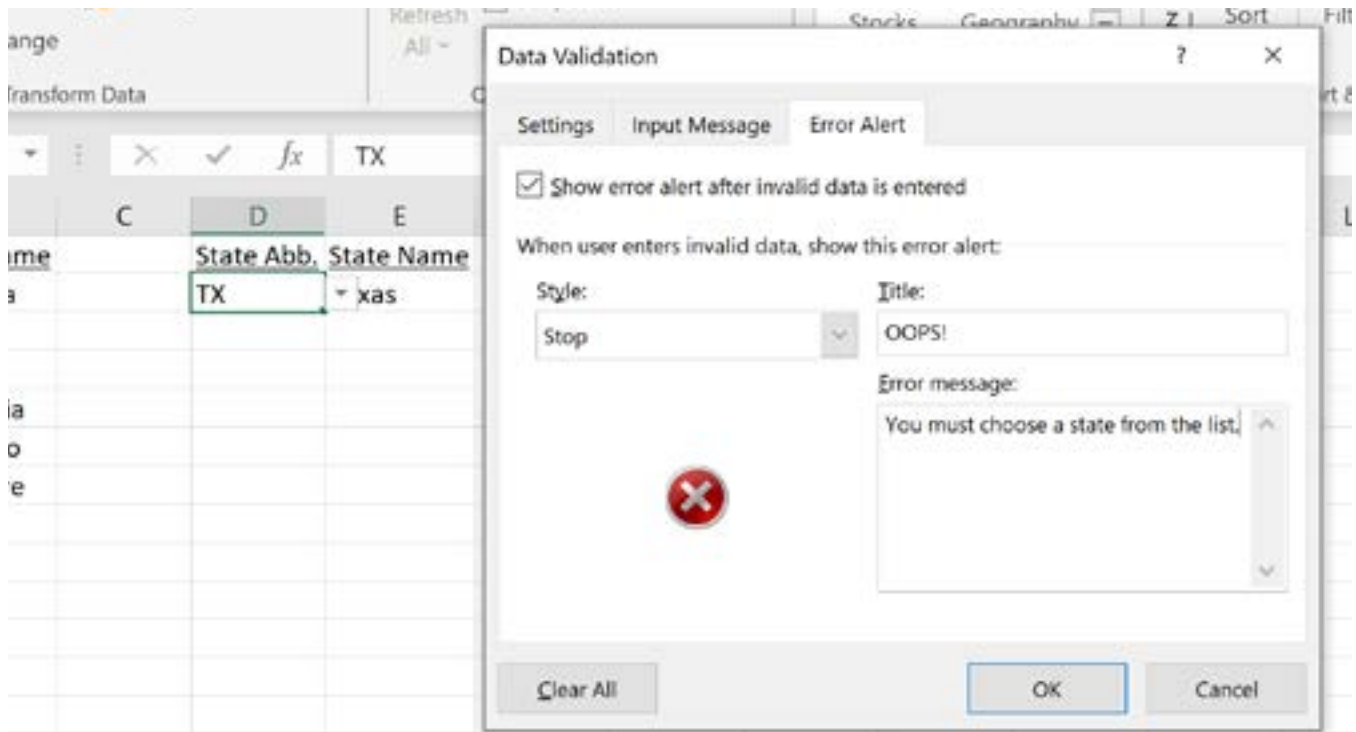 Refresh
Stocks Geography Z Sort Filt
ange All
Data Validation ?
Transform Data
Settings Input Message Error Alert
fx TX
Show error alert after invalid data is entered
C D E L
When user enters invalid data, show this error alert:
me State Abb. State Name
a TX xas
Style: Title:
Stop OOPS!
Error message:
You must choose a state from the list.
ia
o
e
Clear All OK Cancel